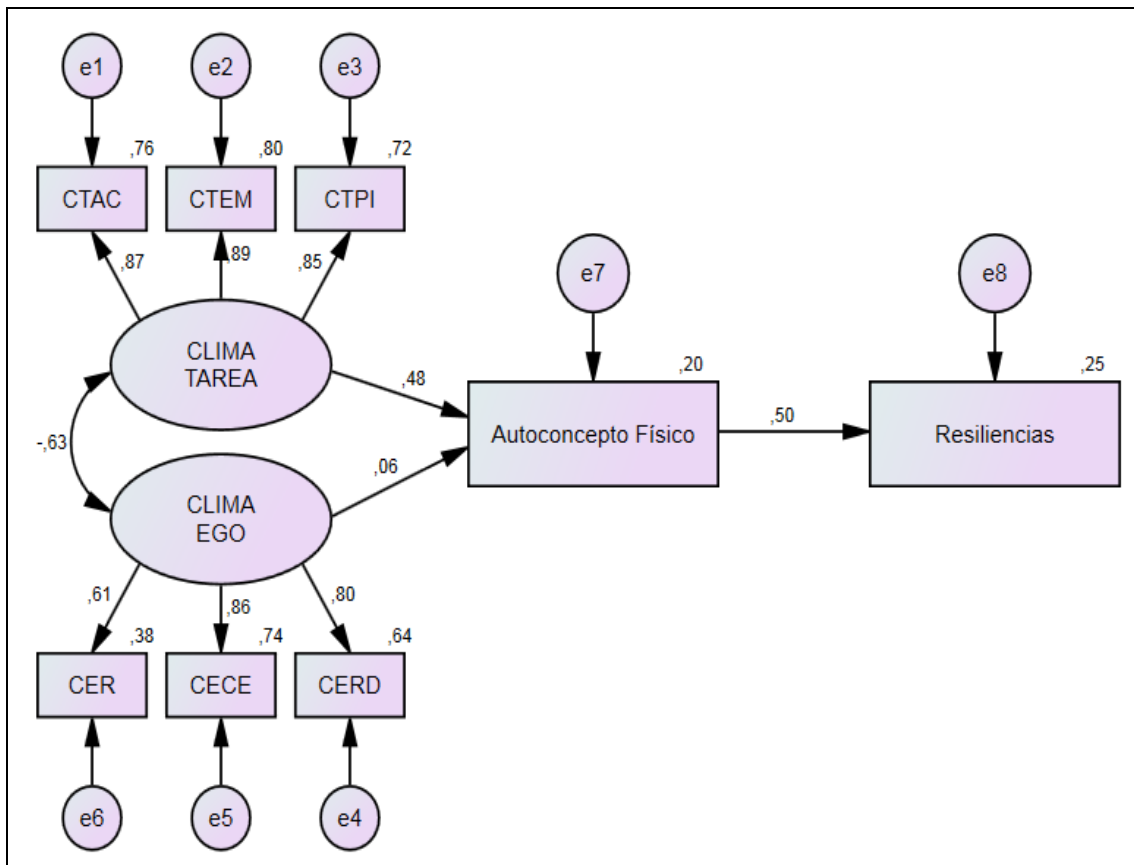 e1
e2
e3
,76
,80
,72
CTAC
CTEM
CTPI
,87
,89
,85
e7
e8
CLIMA
TAREA
,48
,20
,25
Autoconcepto Físico
,50
Resiliencias
-,63
,06
CLIMA
EGO
,61
,86
,80
,38
,74
,64
CER
CECE
CERD
e6
e5
e4